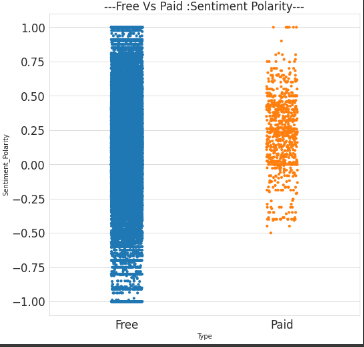 ---Free Vs Paid :Sentiment Polarity---
1.00
0.75
0.50
0.25
0.00
−0.25
−0.50
−0.75
−1.00
Sentiment_Polarity
Free
Paid
Type